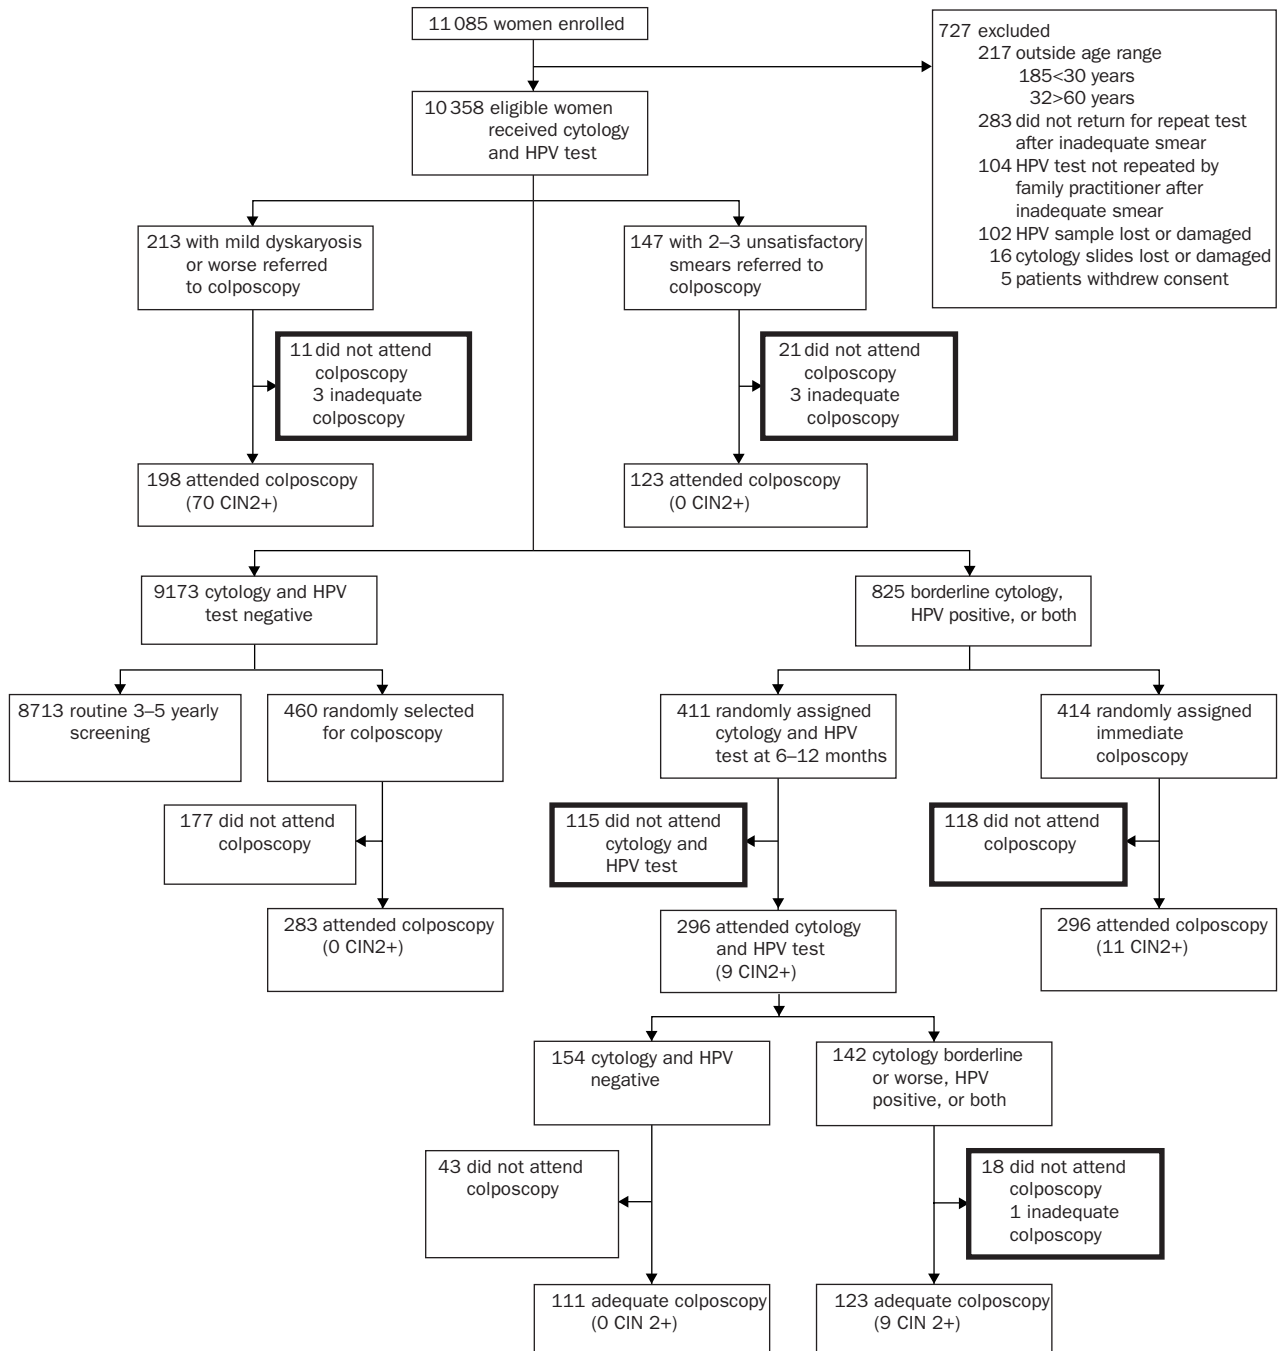 11 085 women enrolled
727 excluded
217 outside age range
185<30 years
32>60 years
283 did not return for repeat test
after inadequate smear
104 HPV test not repeated by
family practitioner after
inadequate smear
102 HPV sample lost or damaged
16 cytology slides lost or damaged
5 patients withdrew consent
10 358 eligible women
received cytology
and HPV test
213 with mild dyskaryosis
or worse referred
to colposcopy
147 with 2–3 unsatisfactory
smears referred to
colposcopy
11 did not attend
colposcopy
3 inadequate
colposcopy
21 did not attend
colposcopy
3 inadequate
colposcopy
198 attended colposcopy
(70 CIN2+)
123 attended colposcopy
(0 CIN2+)
9173 cytology and HPV
test negative
825 borderline cytology,
HPV positive, or both
8713 routine 3–5 yearly
screening
460 randomly selected
for colposcopy
411 randomly assigned
cytology and HPV
test at 6–12 months
414 randomly assigned
immediate
colposcopy
177 did not attend
colposcopy
115 did not attend
cytology and
HPV test
118 did not attend
colposcopy
283 attended colposcopy
(0 CIN2+)
296 attended cytology
and HPV test
(9 CIN2+)
296 attended colposcopy
(11 CIN2+)
154 cytology and HPV
negative
142 cytology borderline
or worse, HPV
positive, or both
43 did not attend
colposcopy
18 did not attend
colposcopy
1 inadequate
colposcopy
111 adequate colposcopy
(0 CIN 2+)
123 adequate colposcopy
(9 CIN 2+)